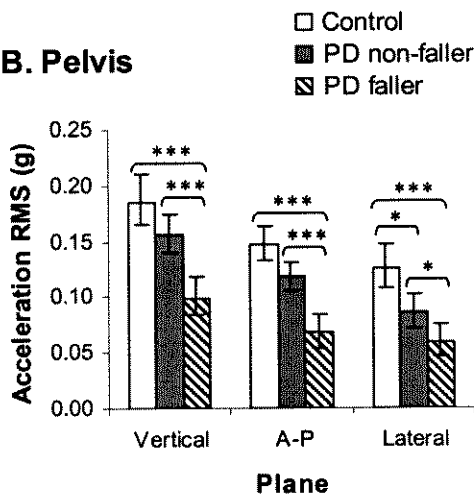 Control
PD non-faller
PD faller
B. Pelvis
Acceleration RMS (g)
0.25
0.20
0.15
0.10
0.05
0.00
***
***
***
***
***
*
*
Vertical
A-P
Lateral
Plane